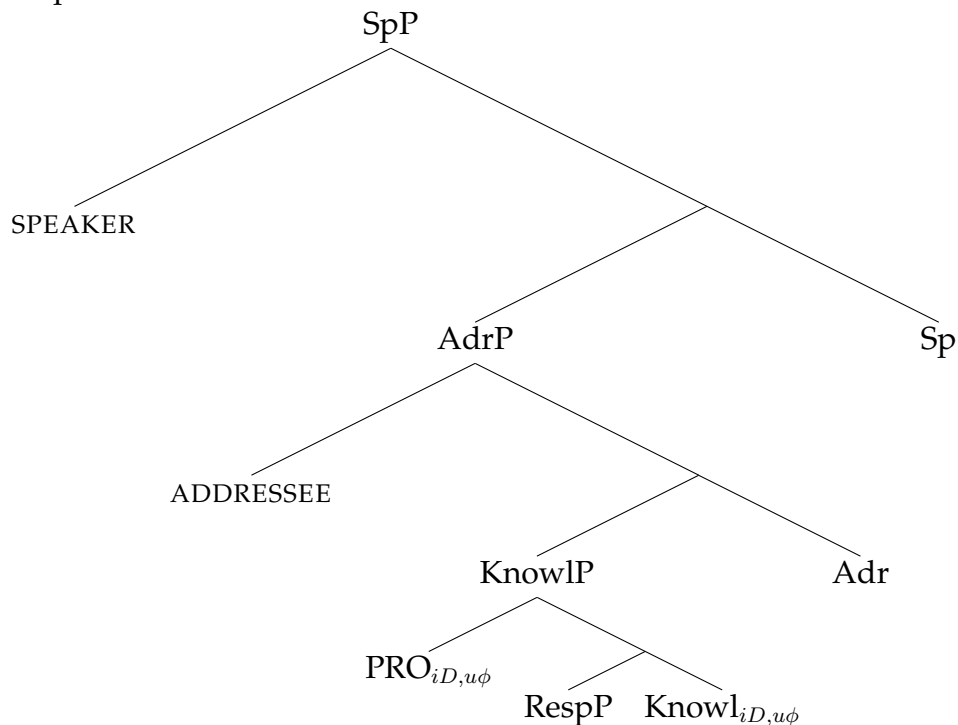 SpP
SPEAKER
AdrP Sp
ADDRESSEE
KnowlP Adr
PRO_{iD,uϕ}
RespP Knowl_{iD,uϕ}